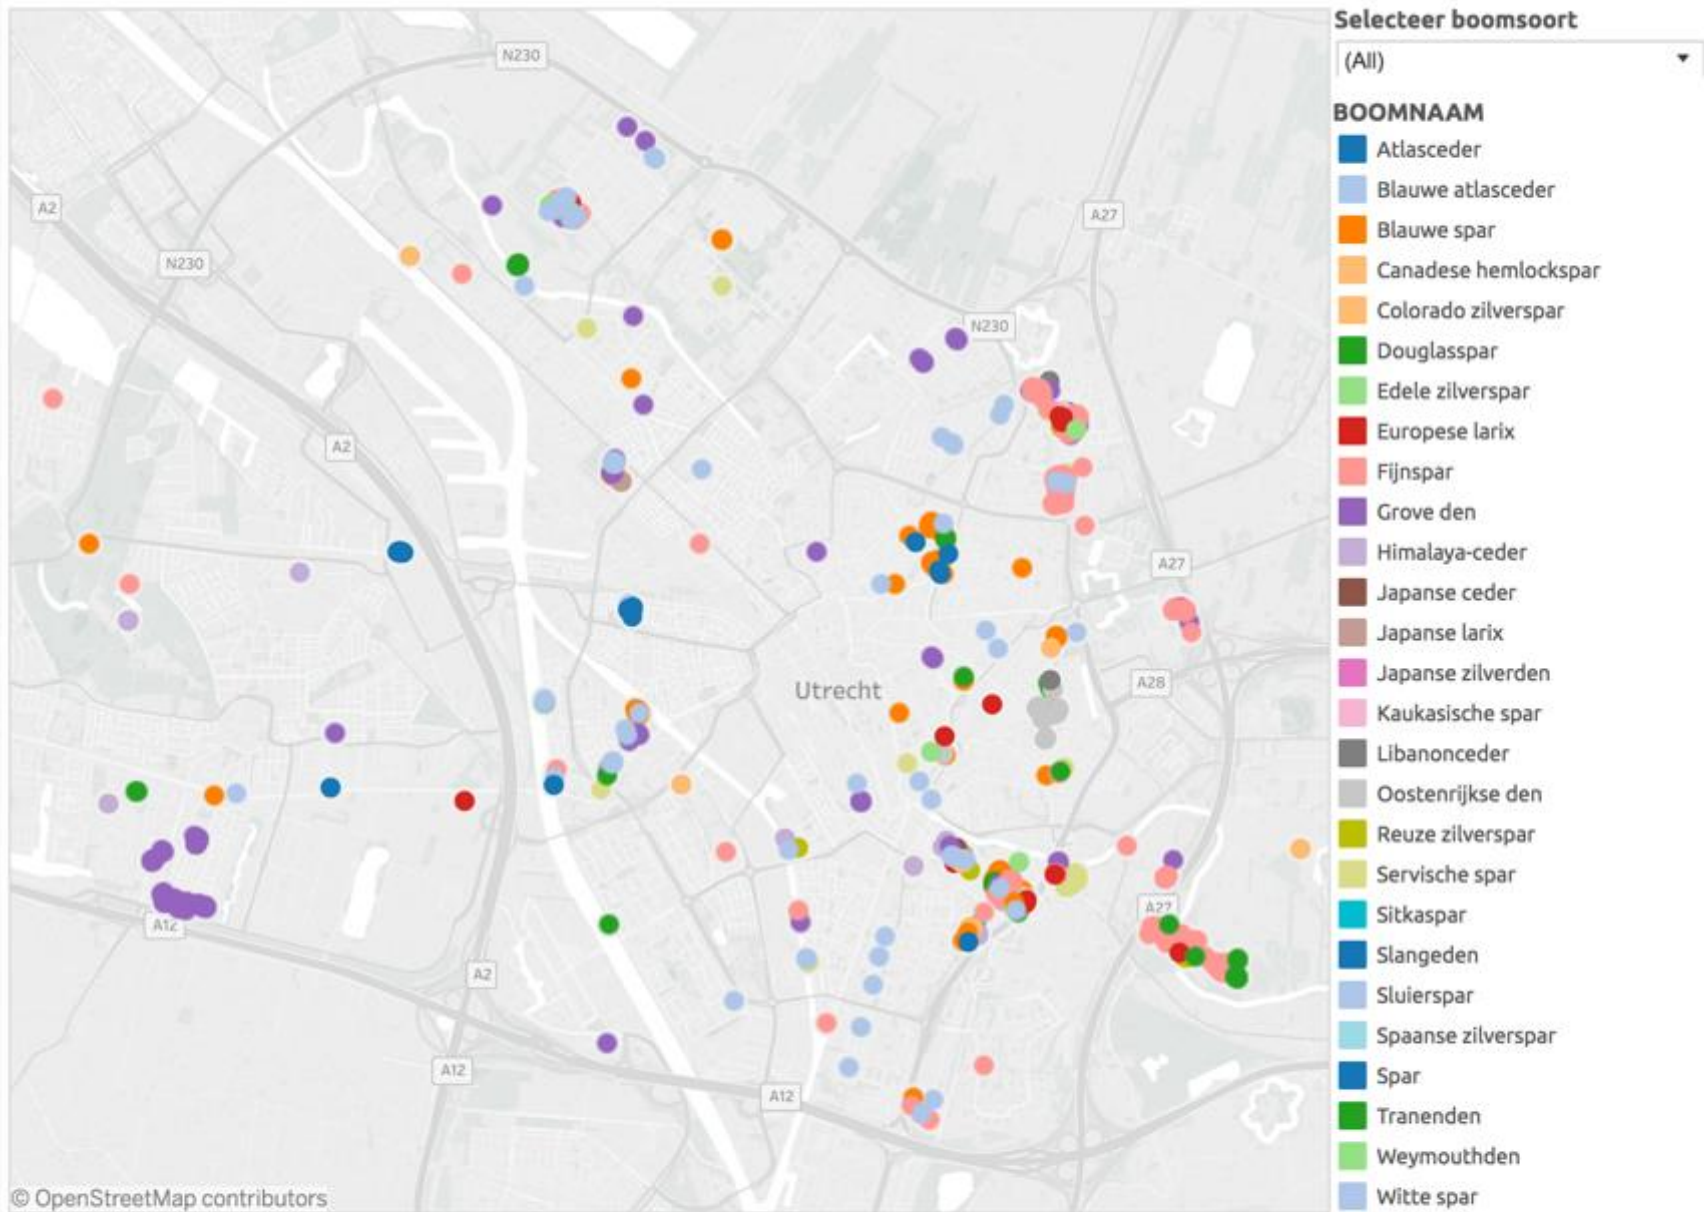 Selecteer boomsoort
(All)
BOOMNAAM
Atlasceder
Blauwe atlasceder
Blauwe spar
Canadese hemlockspar
Colorado zilverspar
Douglasspar
Edele zilverspar
Europese larix
Fijnspar
Grove den
Himalaya-ceder
Japanse ceder
Japanse larix
Japanse zilverden
Kaukasische spar
Libanonceder
Oostenrijkse den
Reuze zilverspar
Servische spar
Sitkaspar
Slangeden
Sluierspar
Spaanse zilverspar
Spar
Tranenden
Weymouthden
Witte spar
N230
A2
A27
N230
N230
A2
A27
A28
Utrecht
A27
A12
A2
A12
A12
© OpenStreetMap contributors